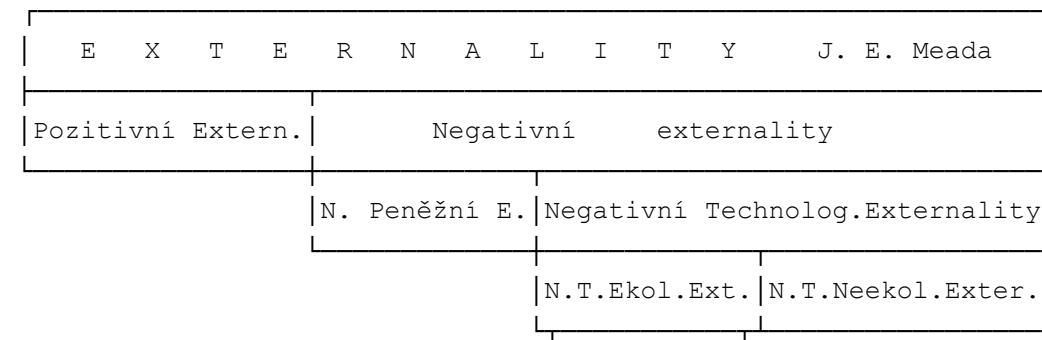 E X T E R N A L I T Y J. E. Meada
Pozitivní Extern. Negativní externality
N. Peněžní E. Negativní Technolog.Externality
N.T.Ekol.Ext. N.T.Neekol.Exter.